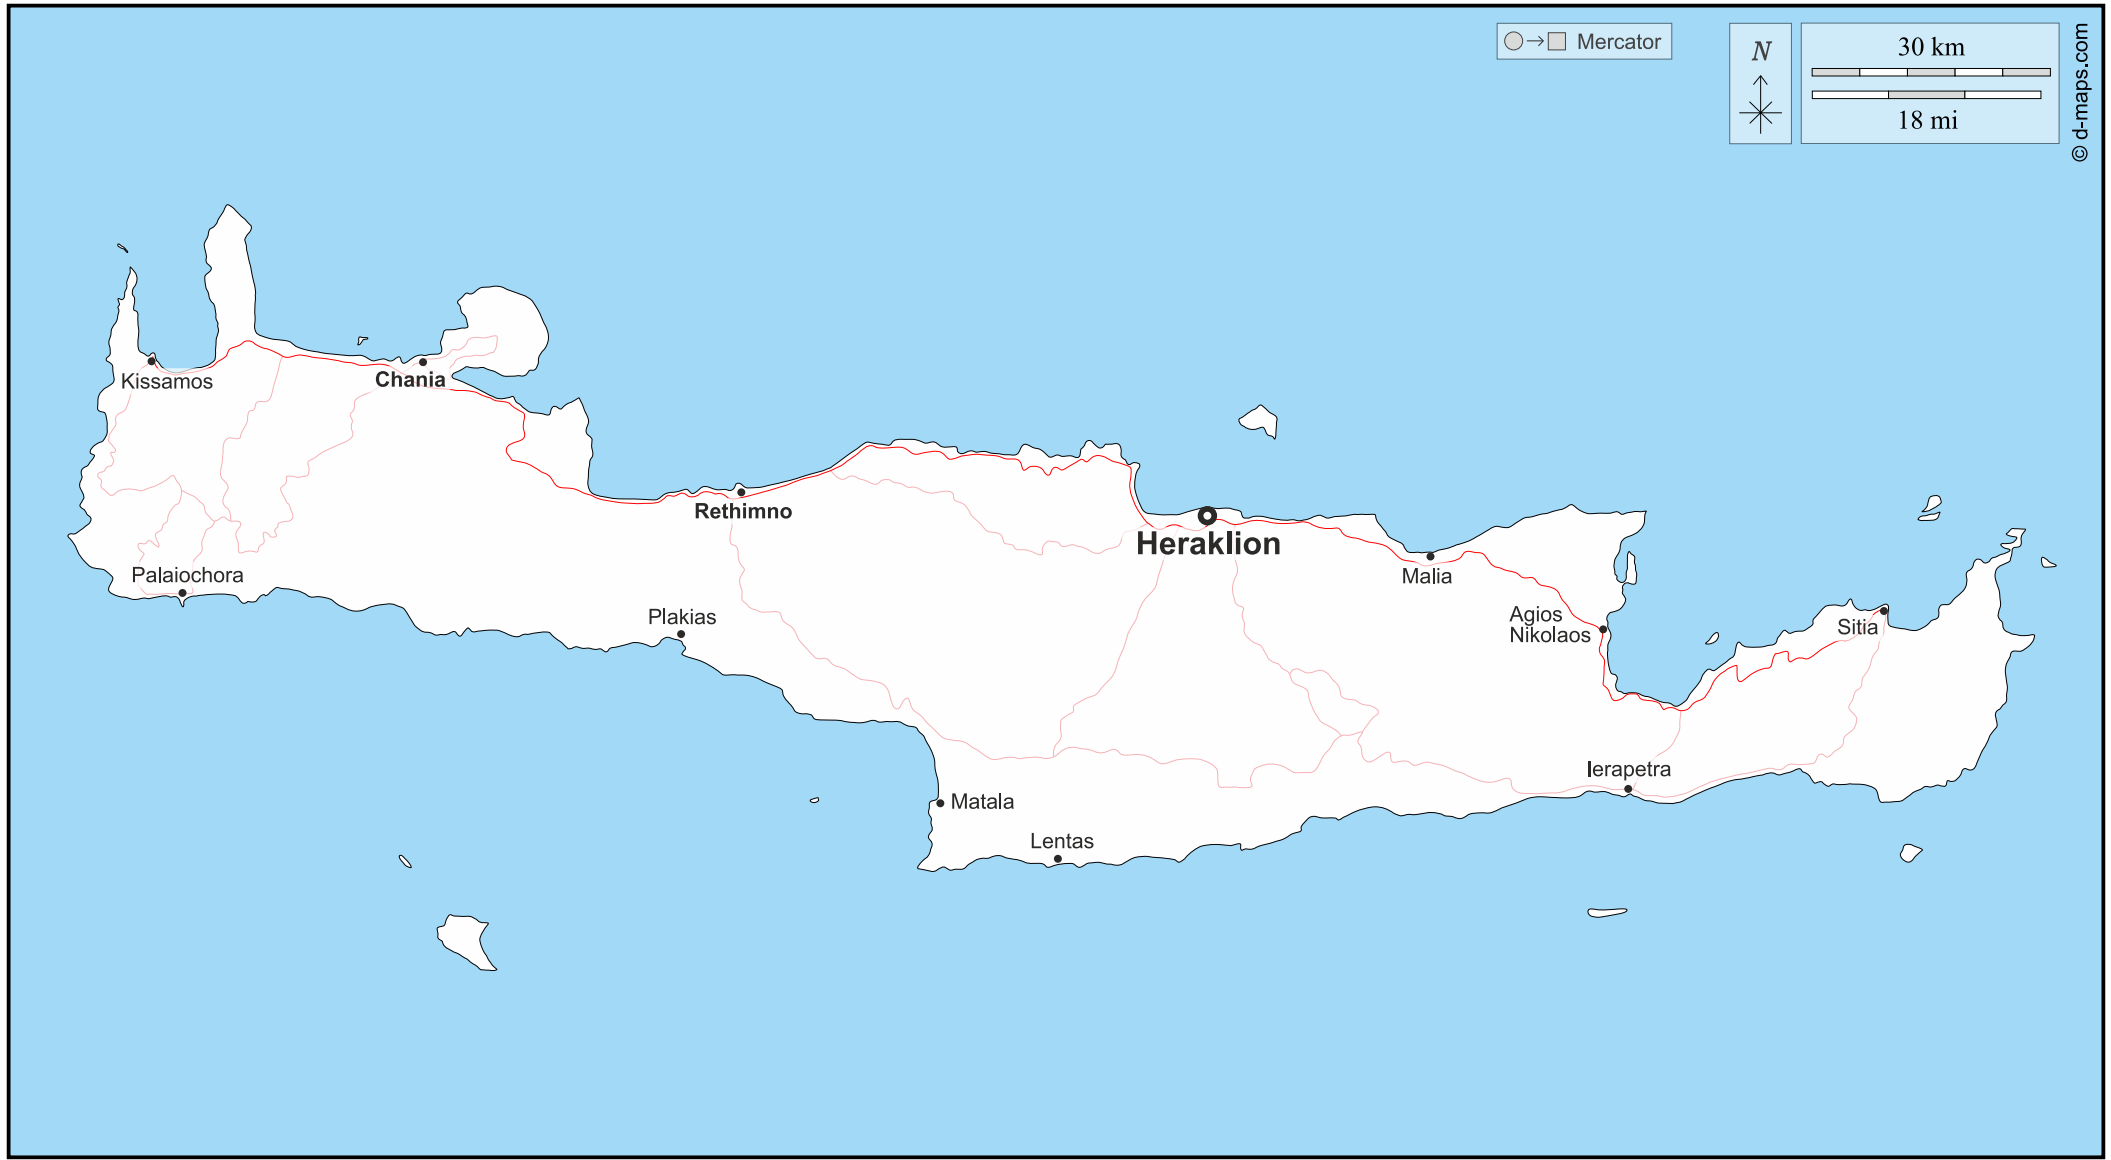 Mercator
N
30 km
18 mi
© d-maps.com
Kissamos
Chania
Rethimno
Heraklion
Palaiochora
Plakias
Malia
Agios
Nikolaos
Sitia
Ierapetra
Matala
Lentas